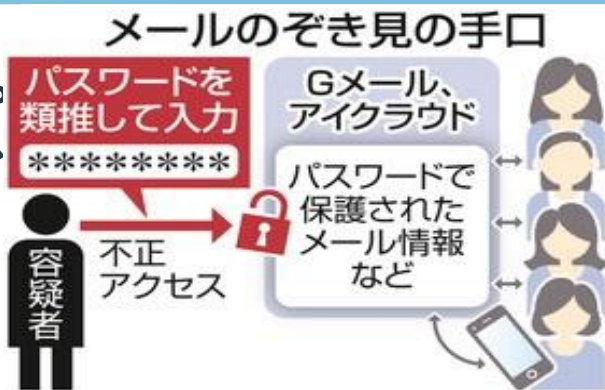 メールのぞき見の手口
パスワードを
類推して入力
********
Gメール、
アイクラウド
パスワードで
保護された
メール情報
など
不正
アクセス
容疑者